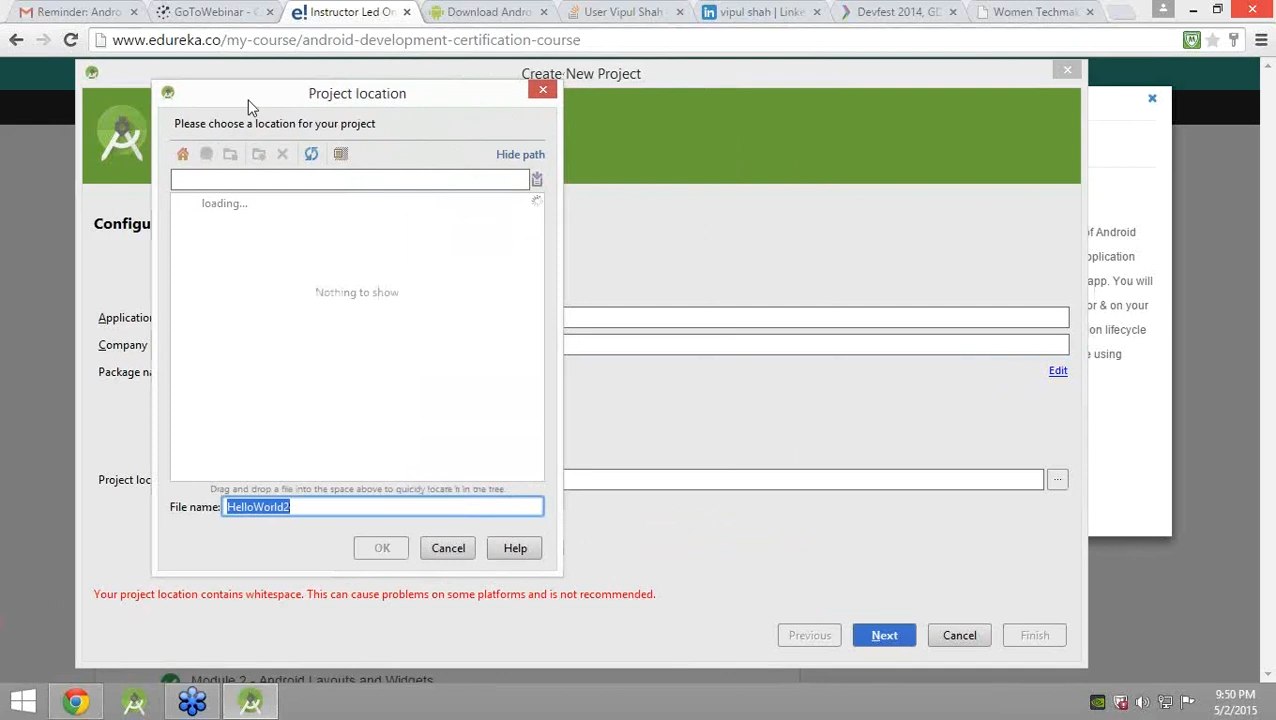 Reminder: Andro
GoToWebinar - G
Instructor Led On
Download Andro
User Vipul Shah -
vipul shah | Linke
Devfest 2014, GD
Women Techmak
www.edureka.co/my-course/android-development-certification-course
Create New Project
Project location
Please choose a location for your project
Hide path
loading...
Configu
of Android
pplication
app. You will
or & on your
on lifecycle
e using
Nothing to show
Application
Company
Package na
Edit
Project loc
...
Drag and drop a file into the space above to quickly locate it in the tree.
File name: HelloWorld2
OK
Cancel
Help
Your project location contains whitespace. This can cause problems on some platforms and is not recommended.
Previous
Next
Cancel
Finish
Module 2 - Android Layouts and Widgets
9:50 PM
5/2/2015